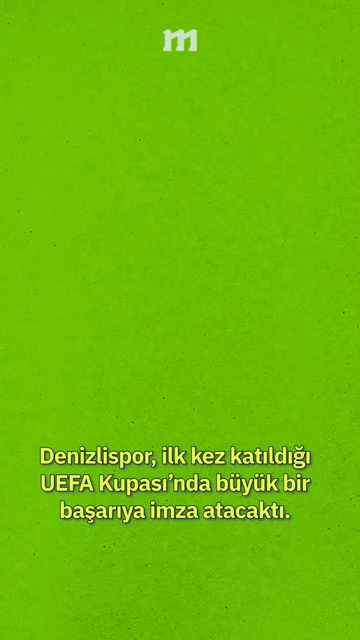 m
Denizlispor, ilk kez katıldığı
UEFA Kupası’nda büyük bir
başarıya imza atacaktı.